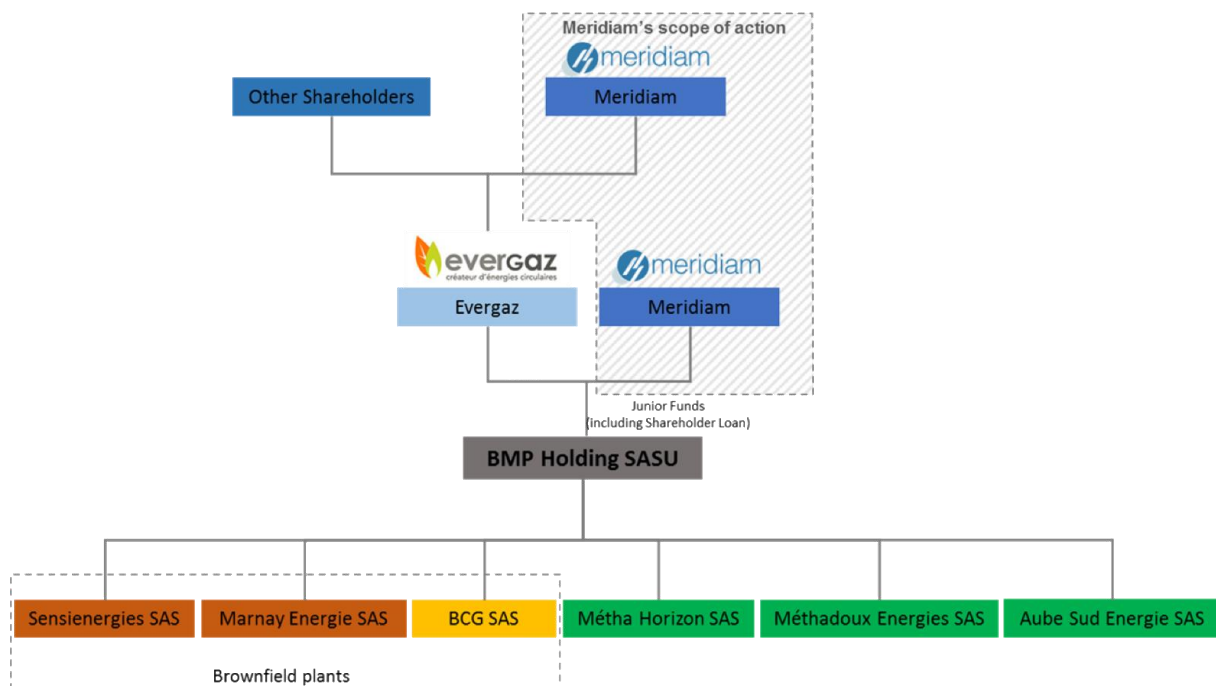 Meridiam's scope of action
meridiam
Other Shareholders
Meridiam
evergaz
créateur d'énergies circulaires
meridiam
Evergaz
Meridiam
Junior Funds
(including Shareholder Loan)
BMP Holding SASU
Sensienergies SAS
Marnay Energie SAS
BCG SAS
Métha Horizon SAS
Méthadoux Energies SAS
Aube Sud Energie SAS
Brownfield plants